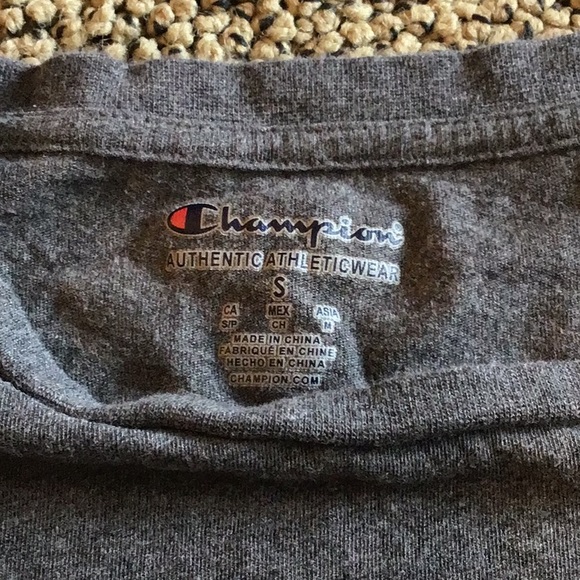 Champion
AUTHENTIC ATHLETICWEAR
S
CA MEX ASIA
S/P CH M
MADE IN CHINA
FABRIQUÉ EN CHINE
HECHO EN CHINA
CHAMPION.COM